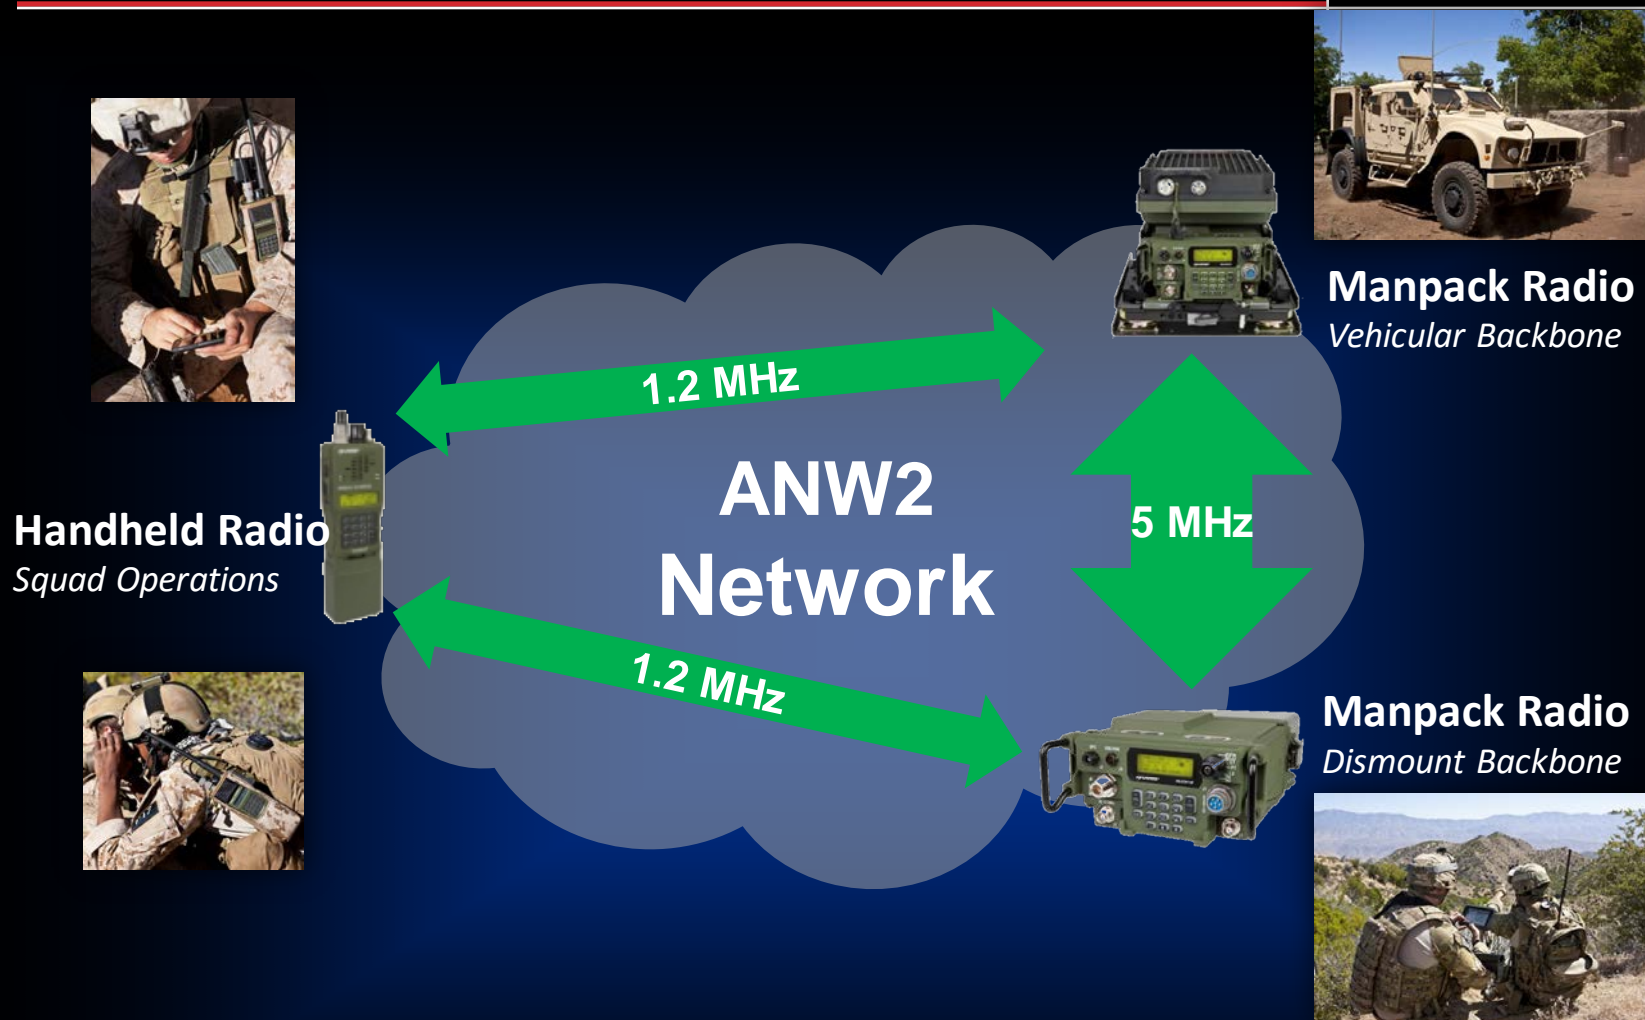 Manpack Radio
Vehicular Backbone
1.2 MHz
ANW2
Network
5 MHz
Handheld Radio
Squad Operations
1.2 MHz
Manpack Radio
Dismount Backbone